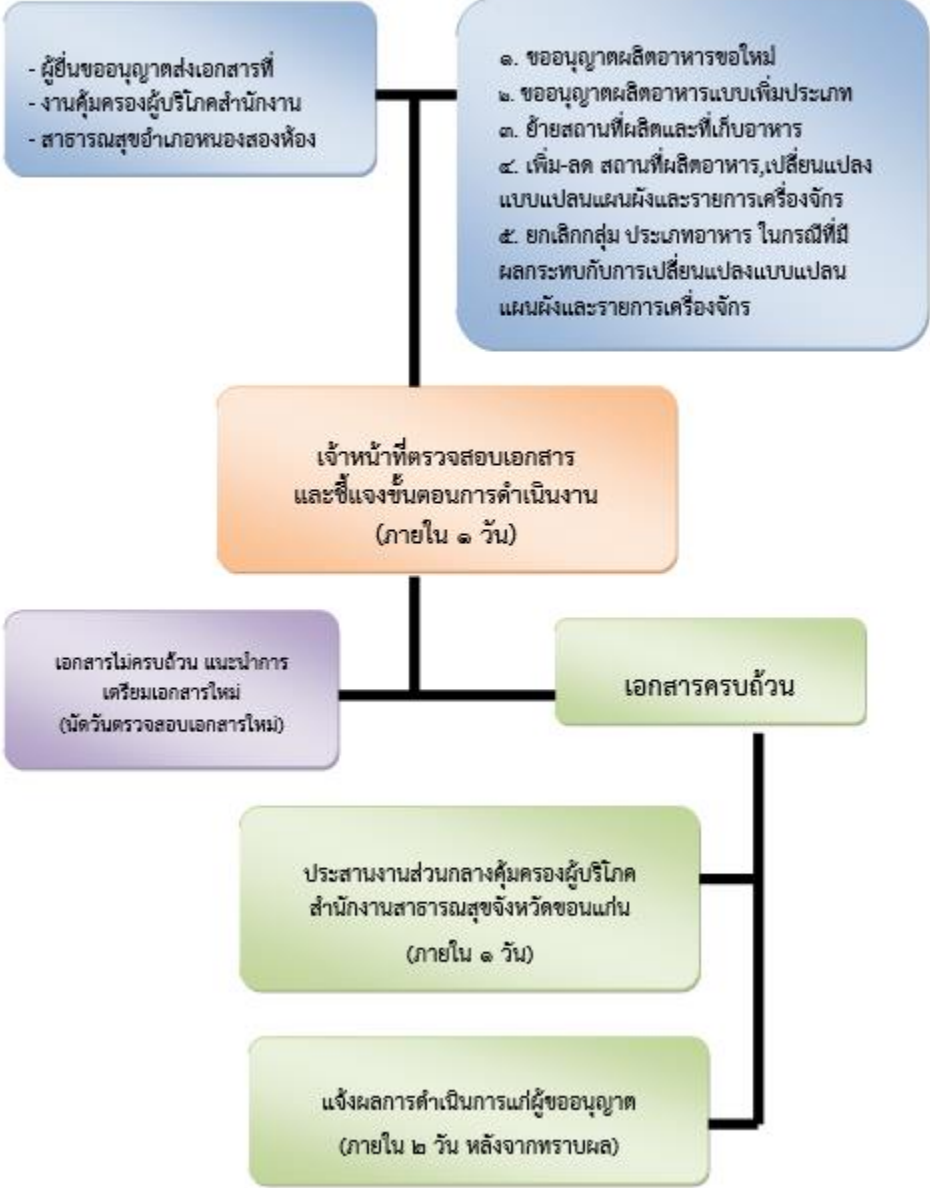 - ผู้ยื่นขออนุญาตส่งเอกสารที่
- งานคุ้มครองผู้บริโภคสำนักงาน
- สาธารณสุขอำเภอหนองสองห้อง
๑. ขออนุญาตผลิตอาหารขอใหม่
๒. ขออนุญาตผลิตอาหารแบบเพิ่มประเภท
๓. ย้ายสถานที่ผลิตและที่เก็บอาหาร
๔. เพิ่ม-ลด สถานที่ผลิตอาหาร,เปลี่ยนแปลง
แบบแปลนแผนผังและรายการเครื่องจักร
๕. ยกเลิกกลุ่ม ประเภทอาหาร ในกรณีที่มี
ผลกระทบกับการเปลี่ยนแปลงแบบแปลน
แผนผังและรายการเครื่องจักร
เจ้าหน้าที่ตรวจสอบเอกสาร
และชี้แจงขั้นตอนการดำเนินงาน
(ภายใน ๑ วัน)
เอกสารไม่ครบถ้วน แนะนำการ
เตรียมเอกสารใหม่
(นัดวันตรวจสอบเอกสารใหม่)
เอกสารครบถ้วน
ประสานงานส่วนกลางคุ้มครองผู้บริโภค
สำนักงานสาธารณสุขจังหวัดขอนแก่น
(ภายใน ๑ วัน)
แจ้งผลการดำเนินการแก่ผู้ขออนุญาต
(ภายใน ๒ วัน หลังจากทราบผล)